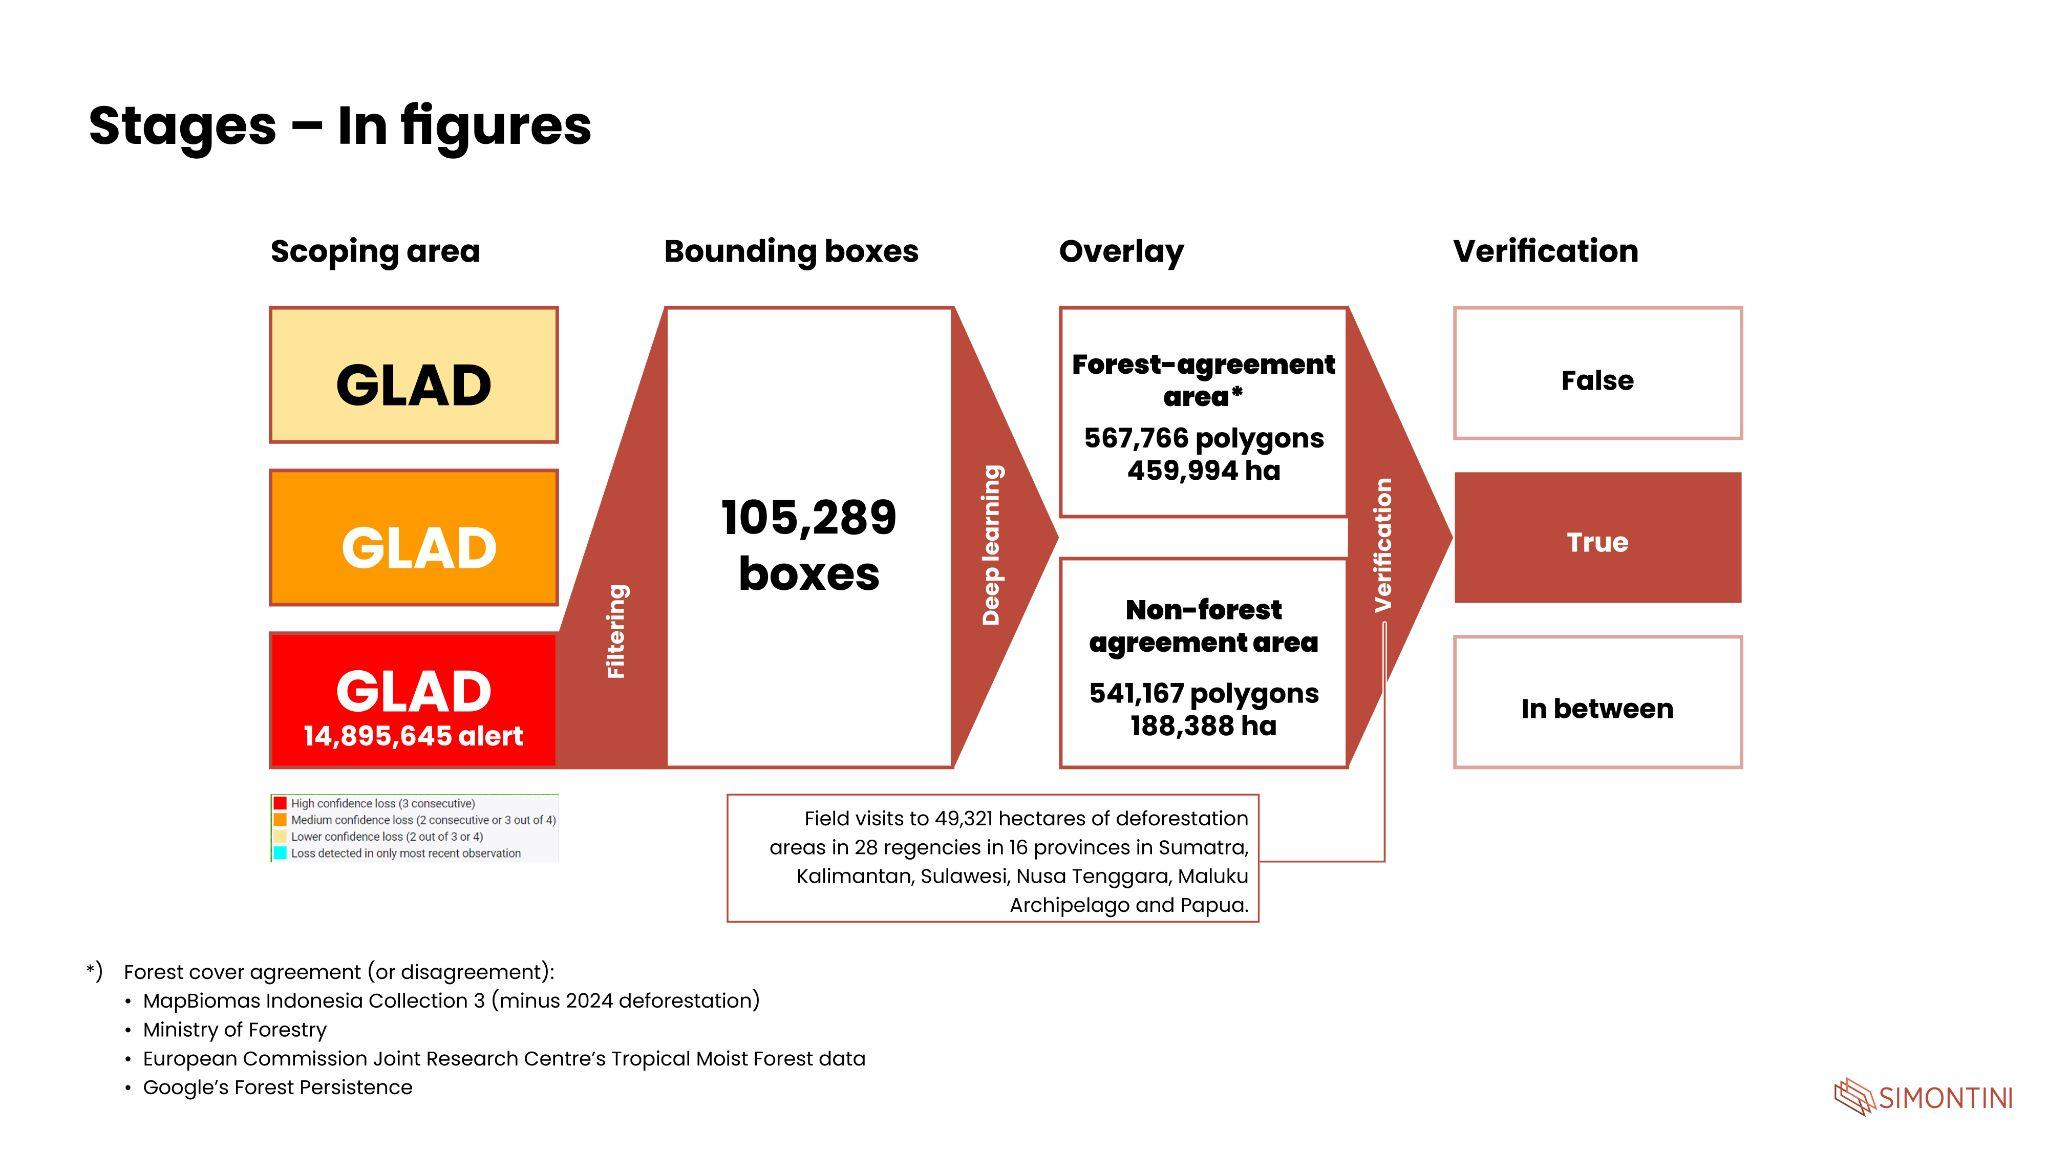 Stages – In figures
Scoping area
Bounding boxes
Overlay
Verification
GLAD
GLAD
GLAD
14,895,645 alert
Filtering
105,289
boxes
Deep learning
Forest-agreement
area*
567,766 polygons
459,994 ha
Non-forest
agreement area
541,167 polygons
188,388 ha
Verification
False
True
In between
High confidence loss (3 consecutive)
Medium confidence loss (2 consecutive or 3 out of 4)
Lower confidence loss (2 out of 3 or 4)
Loss detected in only most recent observation
Field visits to 49,321 hectares of deforestation
areas in 28 regencies in 16 provinces in Sumatra,
Kalimantan, Sulawesi, Nusa Tenggara, Maluku
Archipelago and Papua.
*) Forest cover agreement (or disagreement):
• MapBiomas Indonesia Collection 3 (minus 2024 deforestation)
• Ministry of Forestry
• European Commission Joint Research Centre’s Tropical Moist Forest data
• Google’s Forest Persistence
SIMONTINI